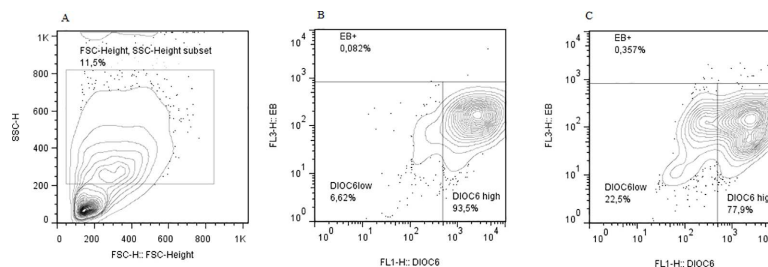 A
FSC-Height, SSC-Height subset
11,5%
1K
800
600
400
200
0
SSC-H
0
200
400
600
800
1K
FSC-H:: FSC-Height
B
EB+
0,082%
10^4
10^3
10^2
10^1
10^0
FL3-H:: EB
DIOC6low
6,62%
DIOC6 high
93,5%
10^0
10^1
10^2
10^3
10^4
FL1-H:: DIOC6
C
EB+
0,357%
10^4
10^3
10^2
10^1
10^0
FL3-H:: EB
DIOC6low
22,5%
DIOC6 hig
77,9%
10^0
10^1
10^2
10^3
10^4
FL1-H:: DIOC6